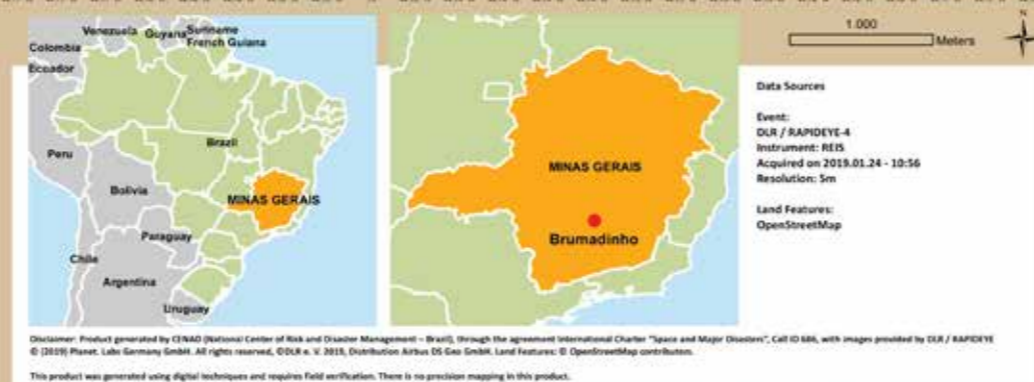 Venezuela
Guyana
Suriname
French Guiana
Colombia
Ecuador
Brazil
Peru
Bolivia
MINAS GERAIS
Paraguay
Chile
Argentina
Uruguay
MINAS GERAIS
Brumadinho
1.000
Meters
N
Data Sources
Event:
DLR / RAPIDEYE-4
Instrument: REIS
Acquired on 2019.01.24 - 10:56
Resolution: 5m
Land Features:
OpenStreetMap
Disclaimer: Product generated by CENAD (National Center of Risk and Disaster Management – Brazil), through the agreement International Charter "Space and Major Disasters", Call ID 686, with images provided by DLR / RAPIDEYE
© (2019) Planet. Labs Germany GmbH. All rights reserved, ©DLR e. V. 2019, Distribution Airbus DS Geo GmbH. Land Features: © OpenStreetMap contributors.
This product was generated using digital techniques and requires field verification. There is no precision mapping in this product.